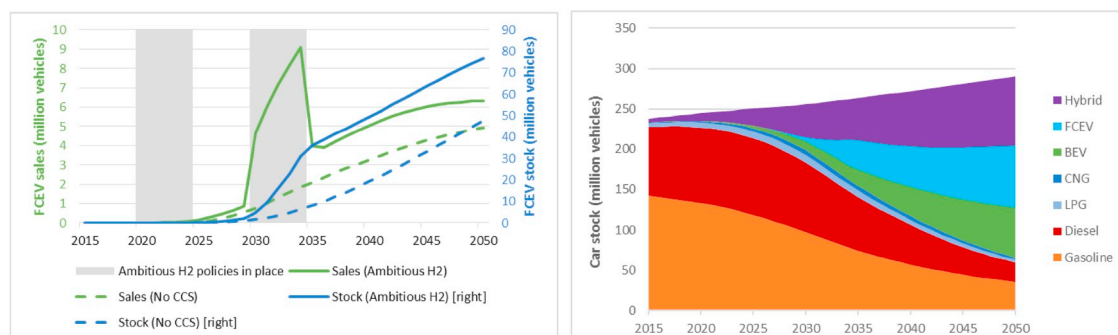 FCEV sales (million vehicles)
10
9
8
7
6
5
4
3
2
1
0
90
80
70
60
50
40
30
20
10
0
FCEV stock (million vehicles)
2015 2020 2025 2030 2035 2040 2045 2050
Ambitious H2 policies in place
Sales (Ambitious H2)
Sales (No CCS)
Stock (Ambitious H2) [right]
Stock (No CCS) [right]
Car stock (million vehicles)
350
300
250
200
150
100
50
0
2015 2020 2025 2030 2035 2040 2045 2050
Hybrid
FCEV
BEV
CNG
LPG
Diesel
Gasoline